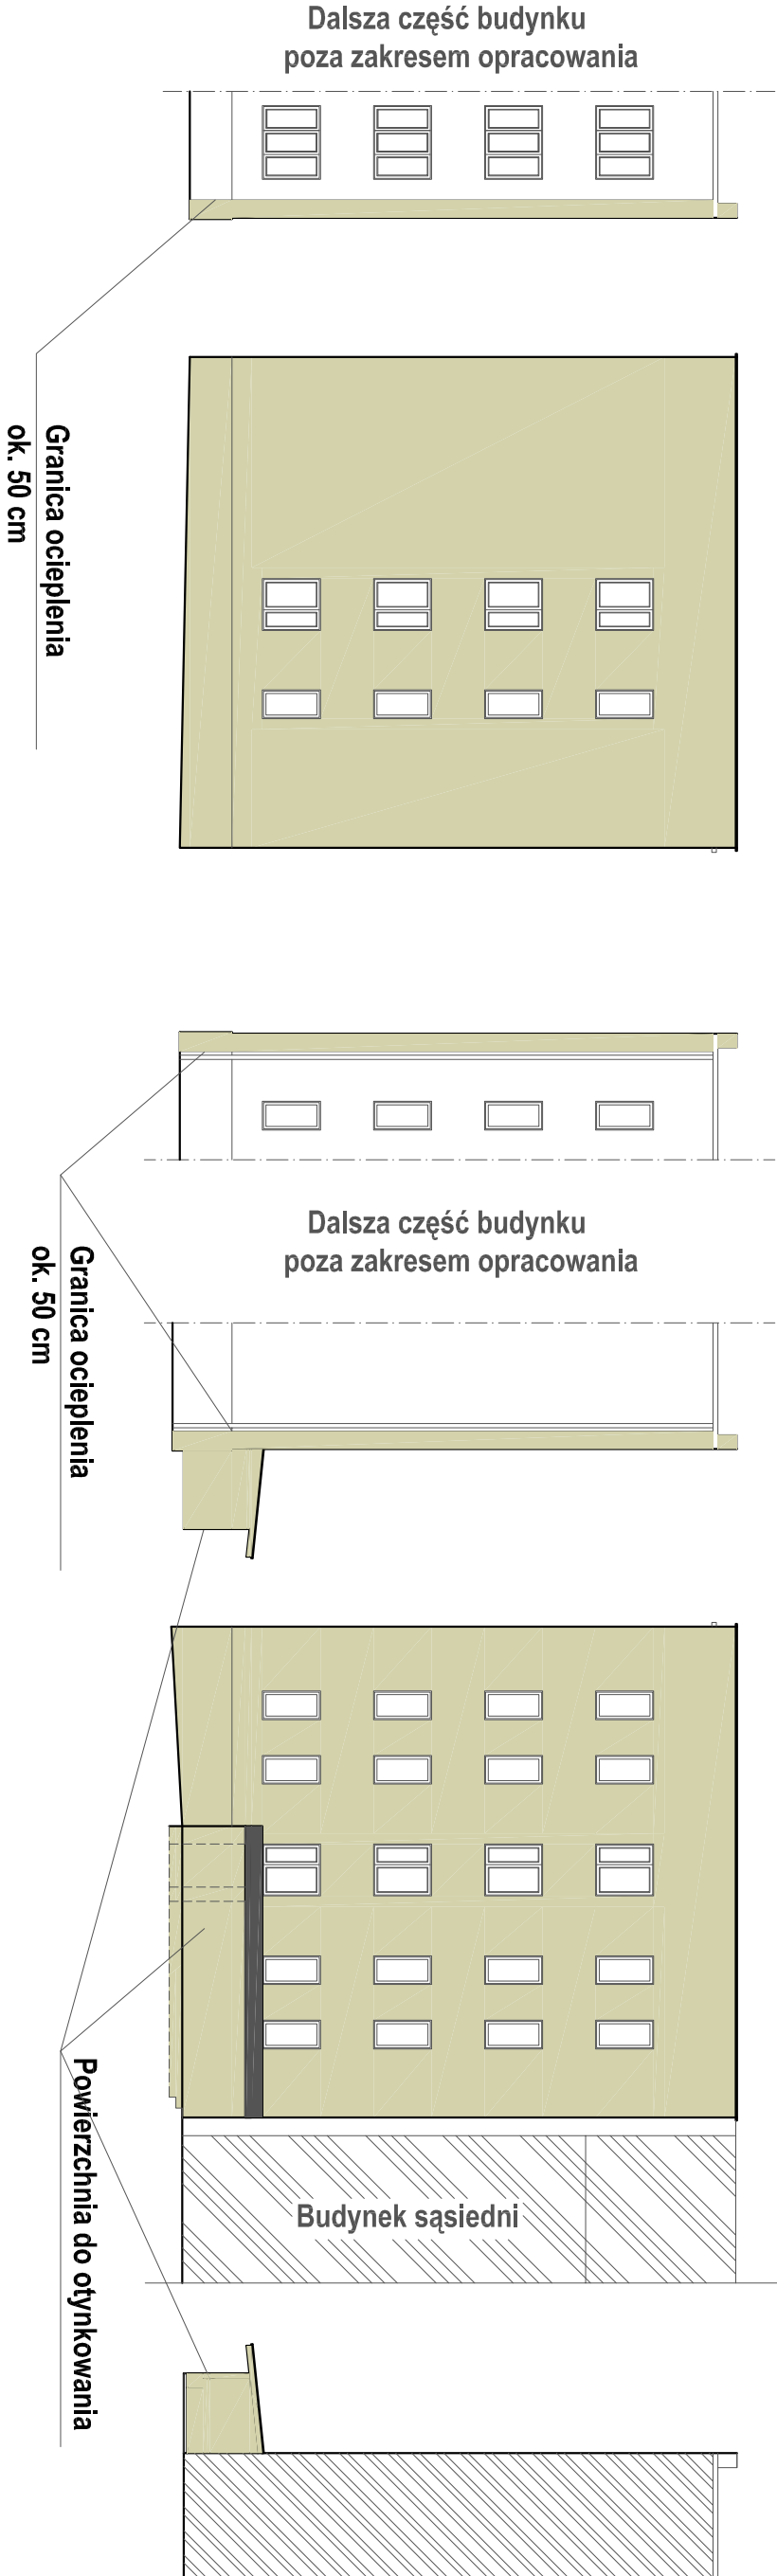 Dalsza część budynku
poza zakresem opracowania
Granica ocieplenia
ok. 50 cm
Dalsza część budynku
poza zakresem opracowania
Granica ocieplenia
ok. 50 cm
Powierzchnia do otynkowania
Budynek sąsiedni